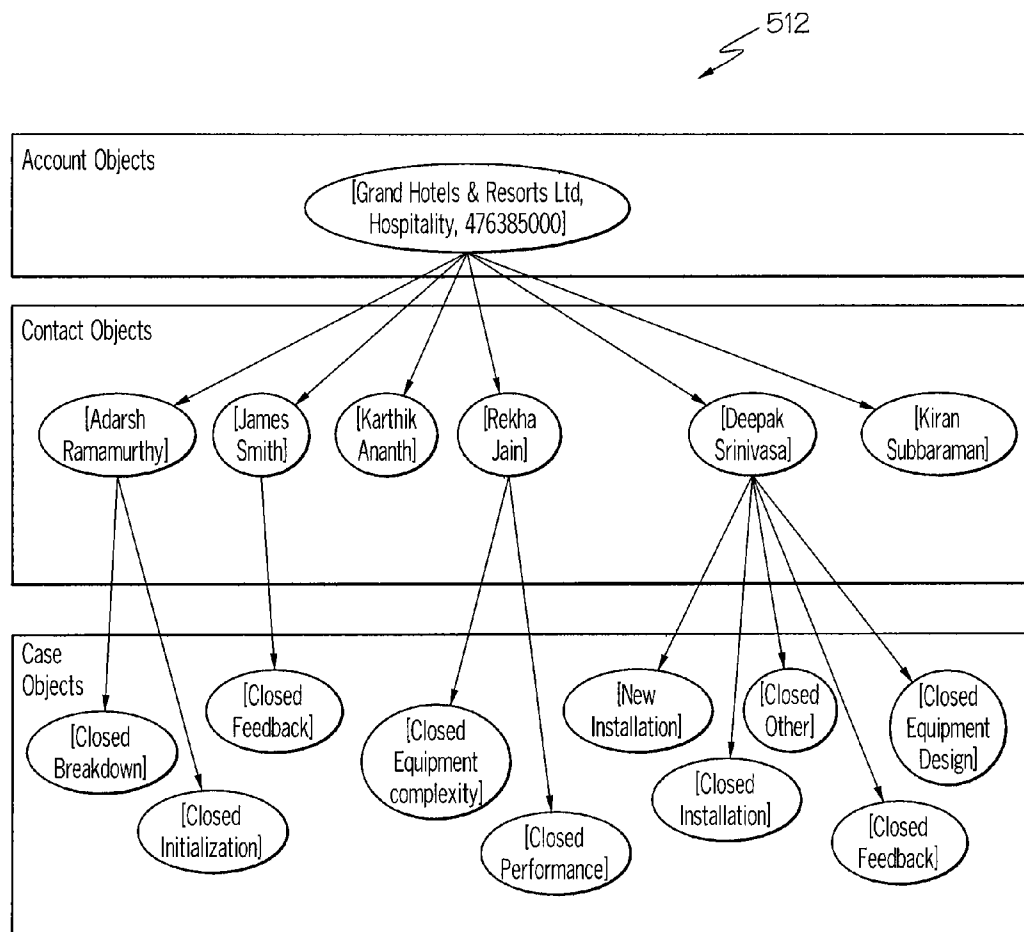 512
Account Objects
[Grand Hotels & Resorts Ltd,
Hospitality, 476385000]
Contact Objects
[Adarsh
Ramamurthy]
[James
Smith]
[Karthik
Ananth]
[Rekha
Jain]
[Deepak
Srinivasa]
[Kiran
Subbaraman]
Case
Objects
[Closed
Breakdown]
[Closed
Initialization]
[Closed
Feedback]
[Closed
Equipment
complexity]
[Closed
Performance]
[New
Installation]
[Closed
Installation]
[Closed
Other]
[Closed
Feedback]
[Closed
Equipment
Design]